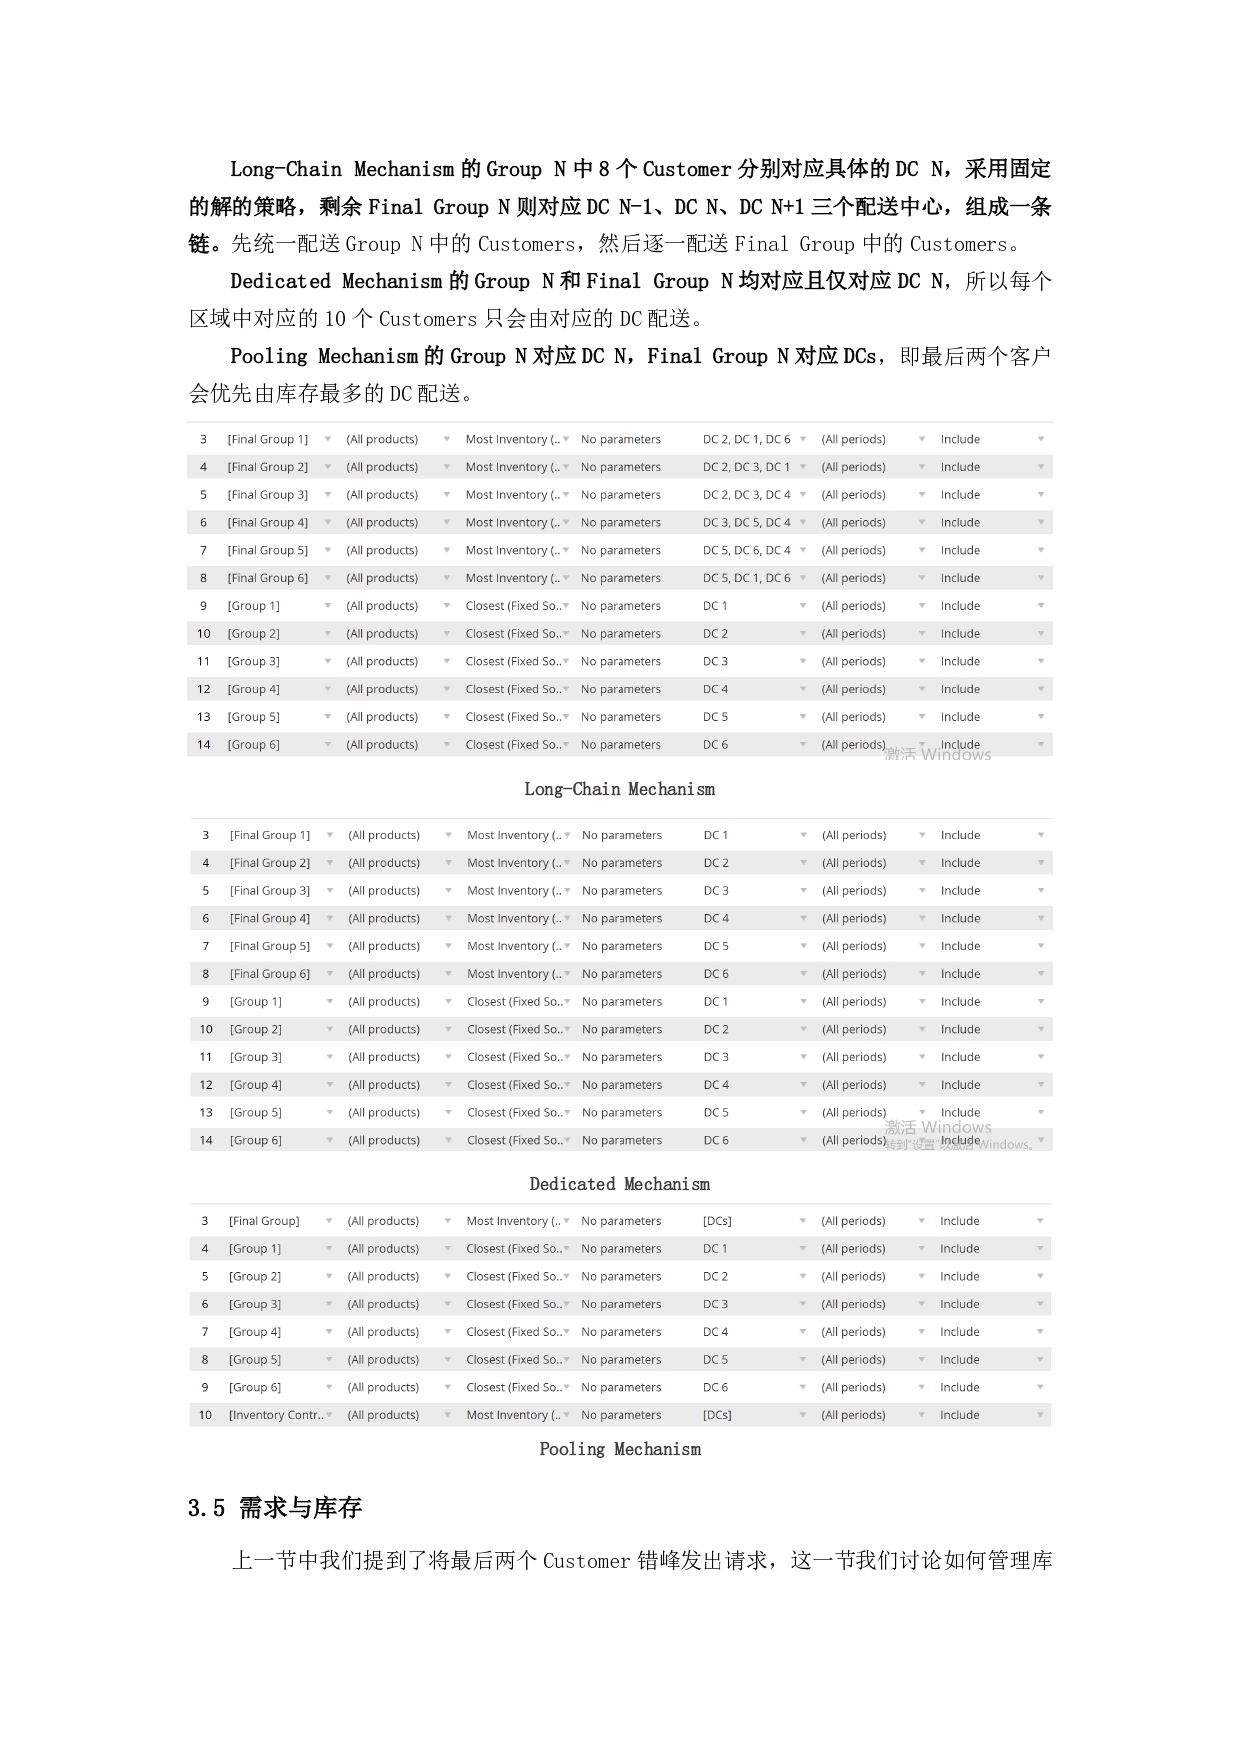 Long-Chain Mechanism 的 Group N 中 8 个 Customer 分别对应具体的 DC N，采用固定
的解的策略，剩余 Final Group N 则对应 DC N-1、DC N、DC N+1 三个配送中心，组成一条
链。先统一配送 Group N 中的 Customers，然后逐一配送 Final Group 中的 Customers。
Dedicated Mechanism 的 Group N 和 Final Group N 均对应且仅对应 DC N，所以每个
区域中对应的 10 个 Customers 只会由对应的 DC 配送。
Pooling Mechanism 的 Group N 对应 DC N，Final Group N 对应 DCs，即最后两个客户
会优先由库存最多的 DC 配送。
3 [Final Group 1] (All products) Most Inventory (.. No parameters DC 2, DC 1, DC 6 (All periods) Include
4 [Final Group 2] (All products) Most Inventory (.. No parameters DC 2, DC 3, DC 1 (All periods) Include
5 [Final Group 3] (All products) Most Inventory (.. No parameters DC 2, DC 3, DC 4 (All periods) Include
6 [Final Group 4] (All products) Most Inventory (.. No parameters DC 3, DC 5, DC 4 (All periods) Include
7 [Final Group 5] (All products) Most Inventory (.. No parameters DC 5, DC 6, DC 4 (All periods) Include
8 [Final Group 6] (All products) Most Inventory (.. No parameters DC 5, DC 1, DC 6 (All periods) Include
9 [Group 1] (All products) Closest (Fixed So.. No parameters DC 1 (All periods) Include
10 [Group 2] (All products) Closest (Fixed So.. No parameters DC 2 (All periods) Include
11 [Group 3] (All products) Closest (Fixed So.. No parameters DC 3 (All periods) Include
12 [Group 4] (All products) Closest (Fixed So.. No parameters DC 4 (All periods) Include
13 [Group 5] (All products) Closest (Fixed So.. No parameters DC 5 (All periods) Include
14 [Group 6] (All products) Closest (Fixed So.. No parameters DC 6 (All periods) Include
激活 Windows
Long-Chain Mechanism
3 [Final Group 1] (All products) Most Inventory (.. No parameters DC 1 (All periods) Include
4 [Final Group 2] (All products) Most Inventory (.. No parameters DC 2 (All periods) Include
5 [Final Group 3] (All products) Most Inventory (.. No parameters DC 3 (All periods) Include
6 [Final Group 4] (All products) Most Inventory (.. No parameters DC 4 (All periods) Include
7 [Final Group 5] (All products) Most Inventory (.. No parameters DC 5 (All periods) Include
8 [Final Group 6] (All products) Most Inventory (.. No parameters DC 6 (All periods) Include
9 [Group 1] (All products) Closest (Fixed So.. No parameters DC 1 (All periods) Include
10 [Group 2] (All products) Closest (Fixed So.. No parameters DC 2 (All periods) Include
11 [Group 3] (All products) Closest (Fixed So.. No parameters DC 3 (All periods) Include
12 [Group 4] (All products) Closest (Fixed So.. No parameters DC 4 (All periods) Include
13 [Group 5] (All products) Closest (Fixed So.. No parameters DC 5 (All periods) Include
激活 Windows
14 [Group 6] (All products) Closest (Fixed So.. No parameters DC 6 (All periods) Include
转到"设置"以激活 Windows。
Dedicated Mechanism
3 [Final Group] (All products) Most Inventory (.. No parameters [DCs] (All periods) Include
4 [Group 1] (All products) Closest (Fixed So.. No parameters DC 1 (All periods) Include
5 [Group 2] (All products) Closest (Fixed So.. No parameters DC 2 (All periods) Include
6 [Group 3] (All products) Closest (Fixed So.. No parameters DC 3 (All periods) Include
7 [Group 4] (All products) Closest (Fixed So.. No parameters DC 4 (All periods) Include
8 [Group 5] (All products) Closest (Fixed So.. No parameters DC 5 (All periods) Include
9 [Group 6] (All products) Closest (Fixed So.. No parameters DC 6 (All periods) Include
10 [Inventory Contr.. (All products) Most Inventory (.. No parameters [DCs] (All periods) Include
Pooling Mechanism
3.5 需求与库存
上一节中我们提到了将最后两个 Customer 错峰发出请求，这一节我们讨论如何管理库